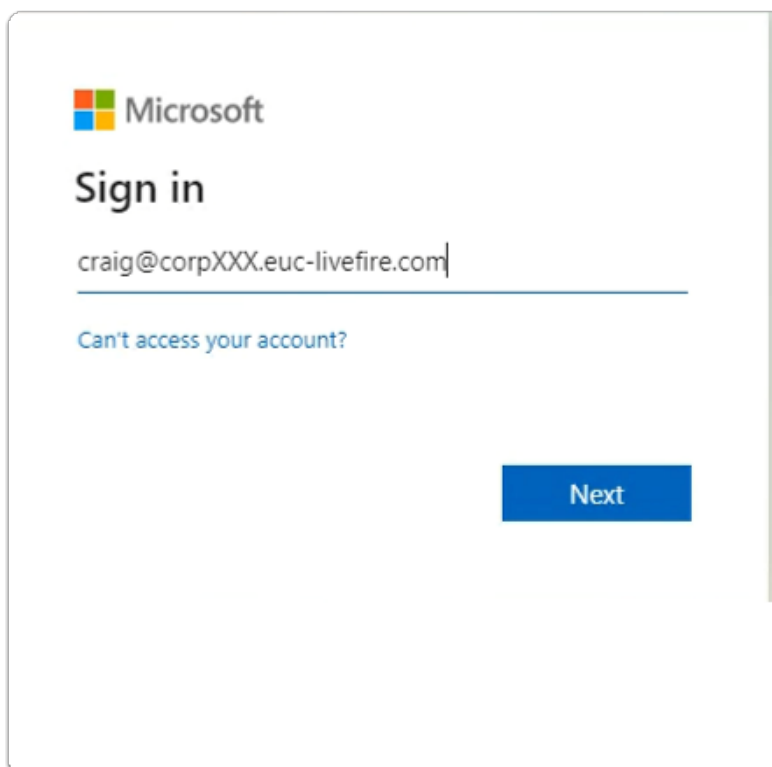 Microsoft
Sign in
craig@corpXXX.euc-livefire.com
Can't access your account?
Next